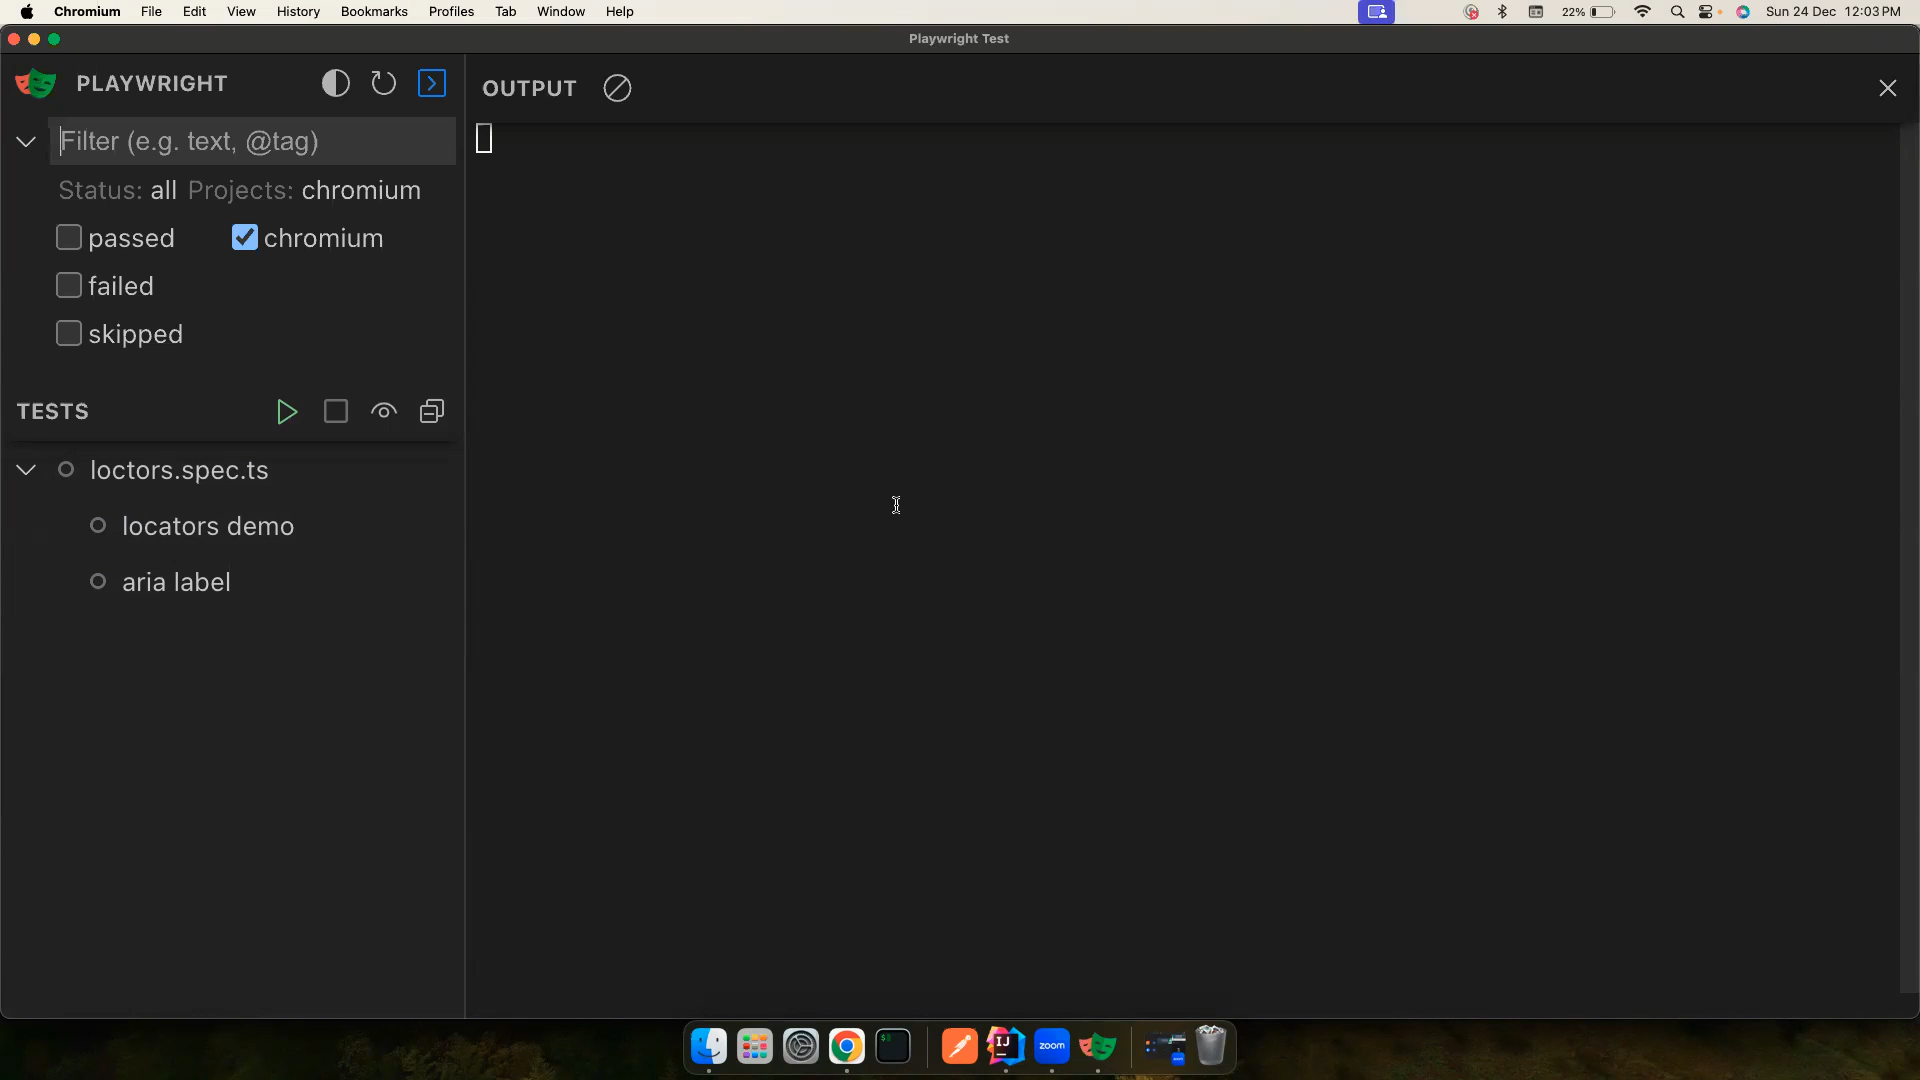 Chromium File Edit View History Bookmarks Profiles Tab Window Help 22% Sun 24 Dec 12:03 PM
Playwright Test
PLAYWRIGHT
OUTPUT
Filter (e.g. text, @tag)
Status: all Projects: chromium
passed chromium
failed
skipped
TESTS
loctors.spec.ts
locators demo
aria label
IJ
zoom